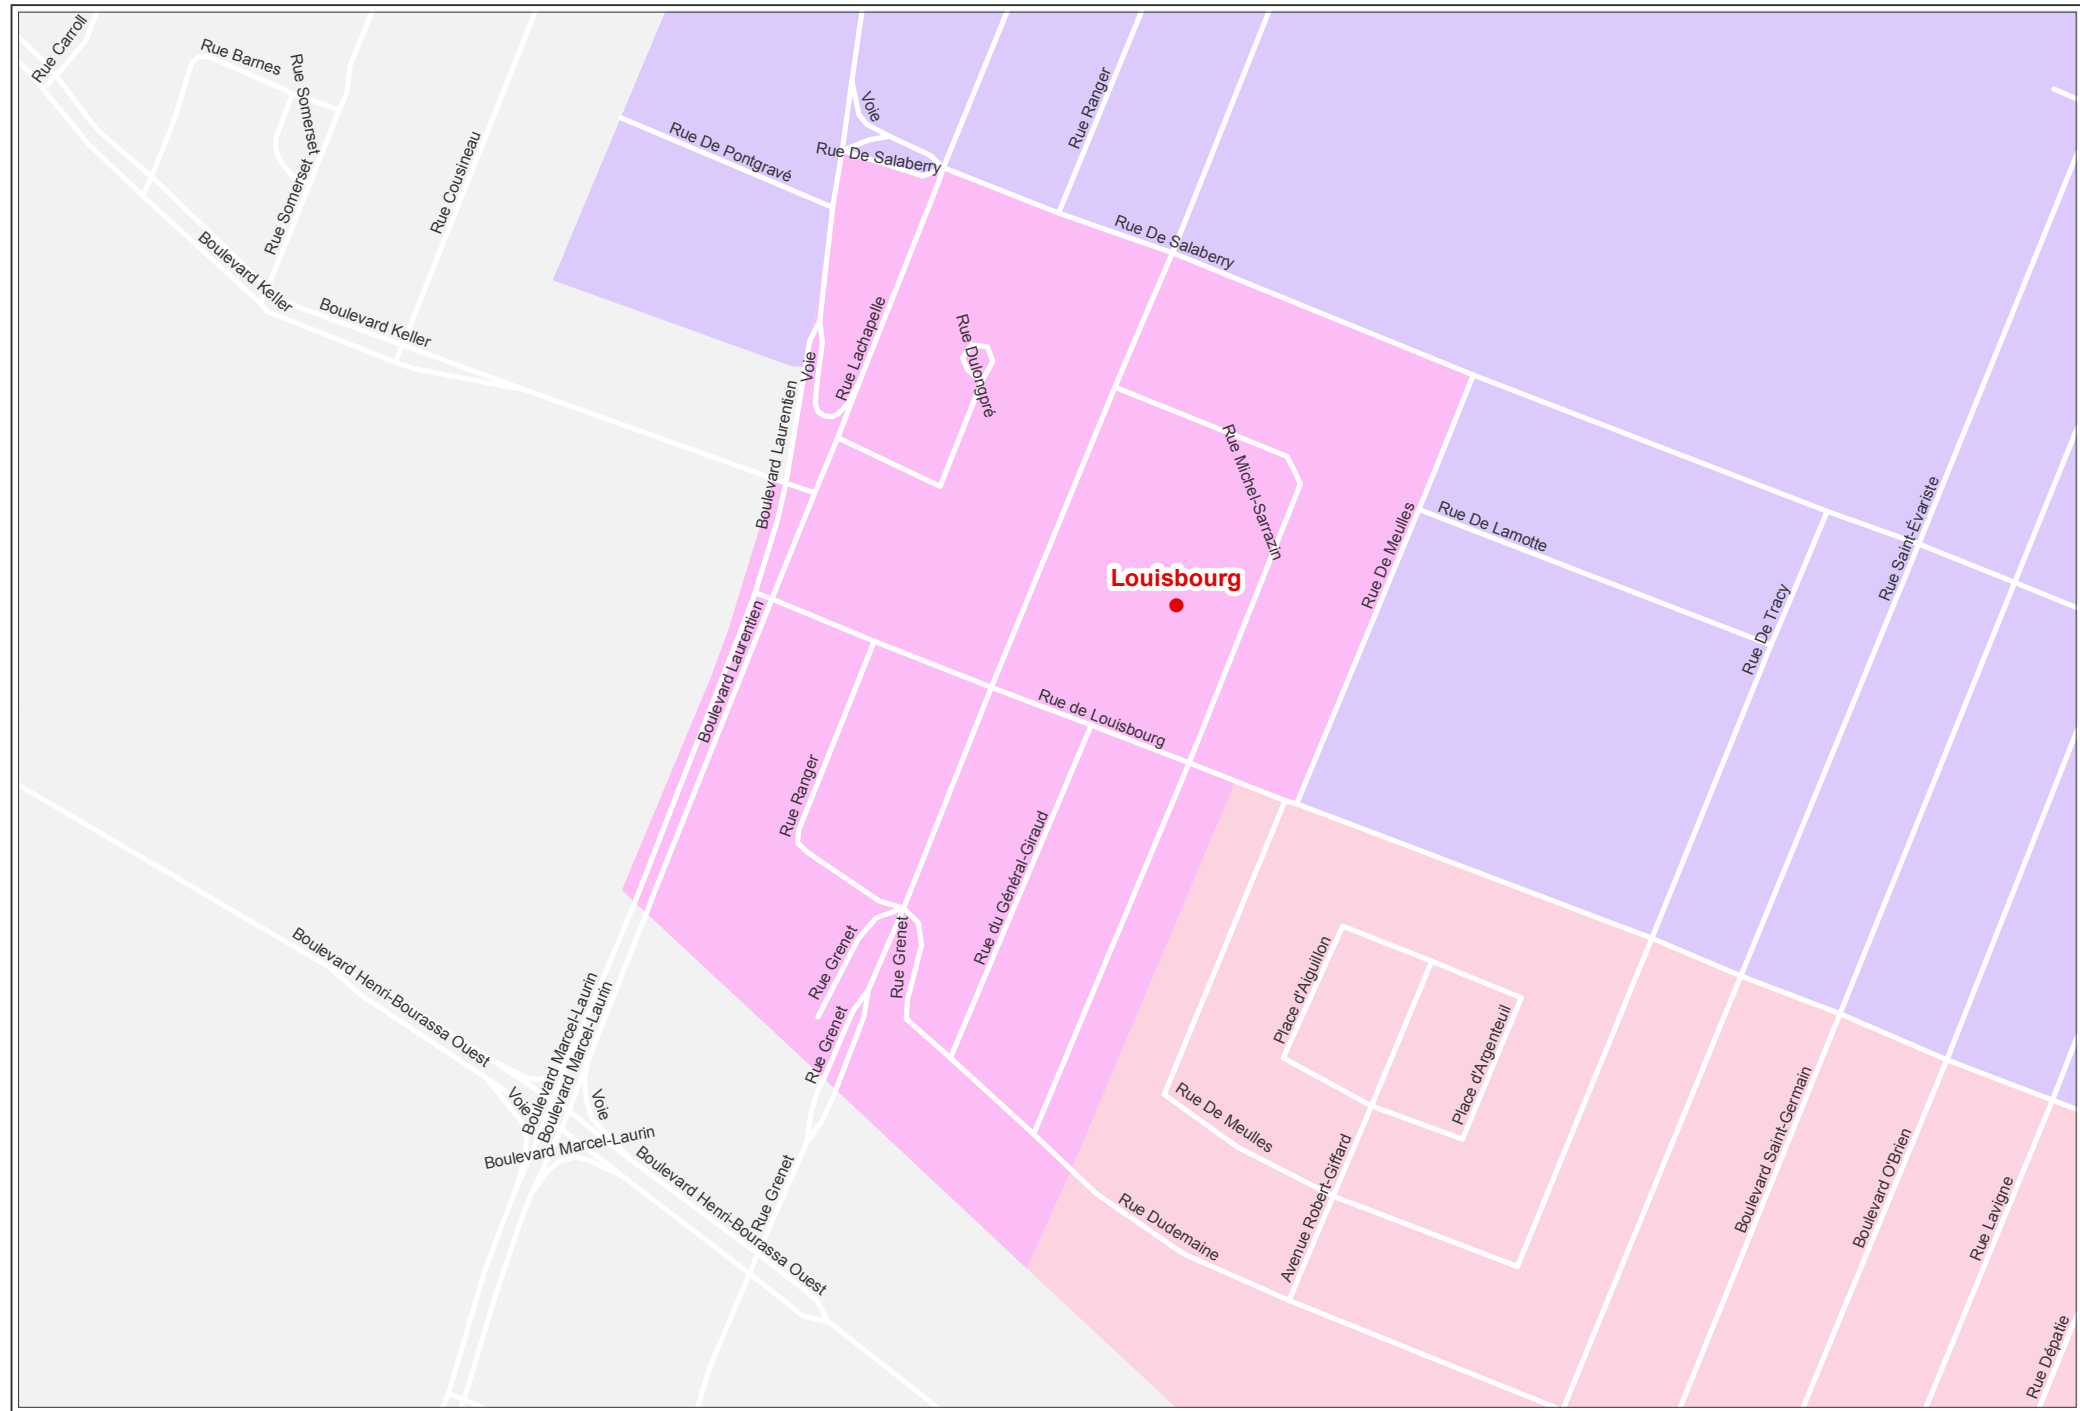 Rue Carroll
Rue Barnes
Rue Somerset
Rue Somerset
Rue Cousineau
Boulevard Keller
Boulevard Keller
Rue De Pontgravé
Voie
Rue De Salaberry
Rue Ranger
Rue De Salaberry
Voie
Rue Lachapelle
Rue Dulongpré
Boulevard Laurentien
Rue Michel-Sarrazin
Rue De Meulles
Rue De Lamotte
Rue Saint-Évariste
Rue De Tracy
Louisbourg
Boulevard Laurentien
Rue de Louisbourg
Rue Ranger
Rue du Général-Giraud
Rue Grenet
Rue Grenet
Rue Grenet
Place d'Aiguillon
Place d'Argenteuil
Boulevard Henri-Bourassa Ouest
Boulevard Marcel-Laurin
Boulevard Marcel-Laurin
Voie
Voie
Boulevard Marcel-Laurin
Boulevard Henri-Bourassa Ouest
Rue Grenet
Rue De Meulles
Avenue Robert-Giffard
Rue Dudemaine
Boulevard Saint-Germain
Boulevard O'Brien
Rue Lavigne
Rue Dépatie